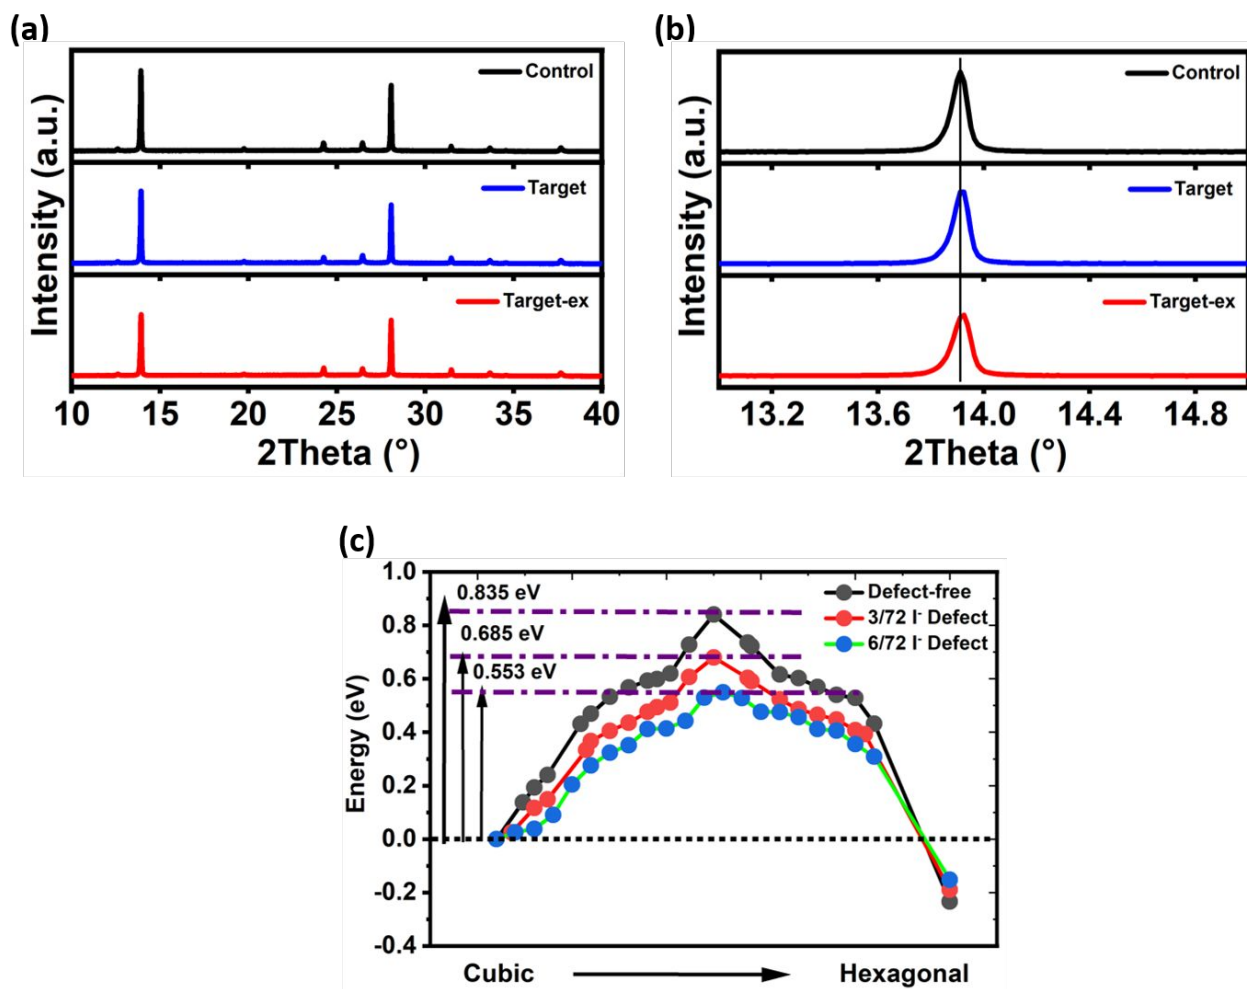 (a)
Control
Target
Target-ex
Intensity (a.u.)
10 15 20 25 30 35 40
2Theta (°)
(b)
Control
Target
Target-ex
Intensity (a.u.)
13.2 13.6 14.0 14.4 14.8
2Theta (°)
(c)
1.0
0.8
0.6
0.4
0.2
0.0
-0.2
-0.4
Energy (eV)
0.835 eV
0.685 eV
0.553 eV
Defect-free
3/72 I⁻ Defect
6/72 I⁻ Defect
Cubic Hexagonal